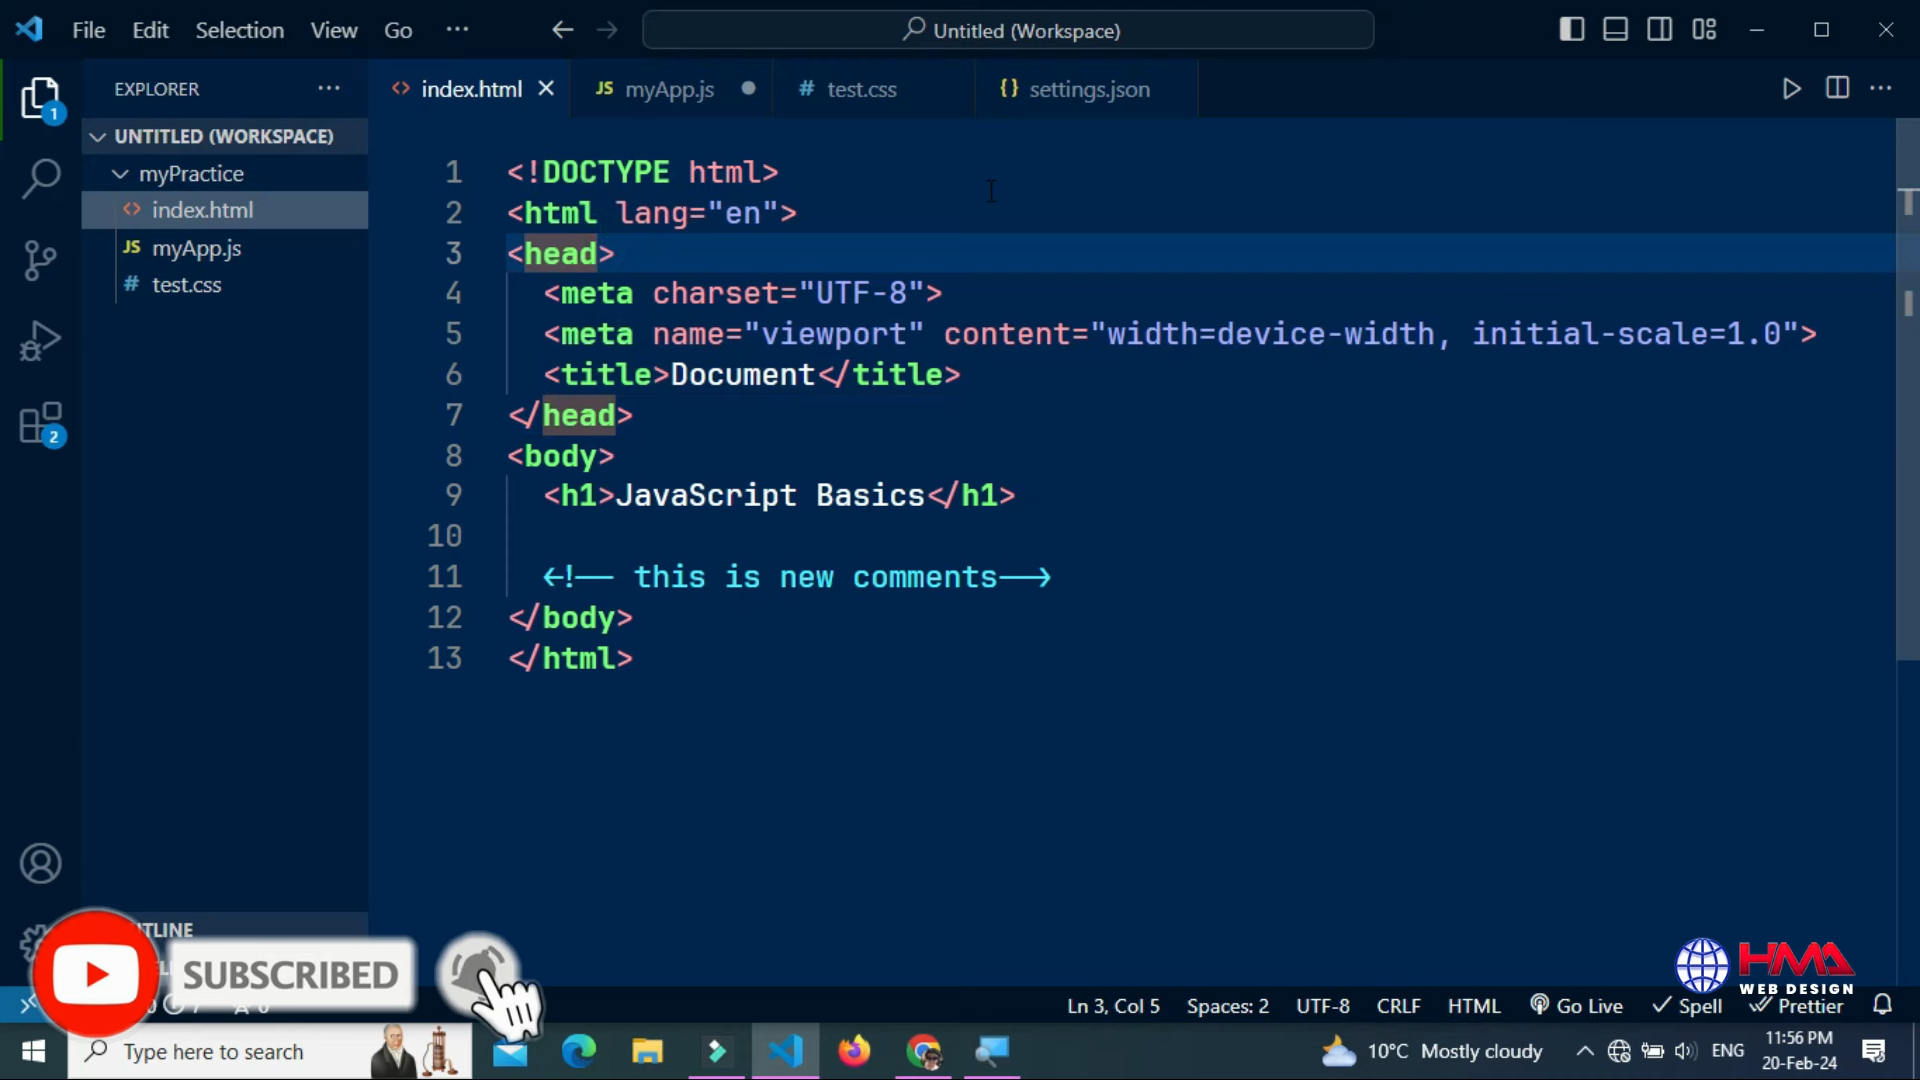 File Edit Selection View Go ···
Untitled (Workspace)
EXPLORER ···
index.html
JS myApp.js
# test.css
{} settings.json
1
UNTITLED (WORKSPACE)
myPractice
index.html
JS myApp.js
# test.css
2
1 <!DOCTYPE html>
2 <html lang="en">
3 <head>
4 <meta charset="UTF-8">
5 <meta name="viewport" content="width=device-width, initial-scale=1.0">
6 <title>Document</title>
7 </head>
8 <body>
9 <h1>JavaScript Basics</h1>
10
11 <!-- this is new comments-->
12 </body>
13 </html>
SUBSCRIBED
HMA
WEB DESIGN
Ln 3, Col 5 Spaces: 2 UTF-8 CRLF HTML Go Live Spell Prettier
Type here to search
10°C Mostly cloudy
ENG
11:56 PM
20-Feb-24